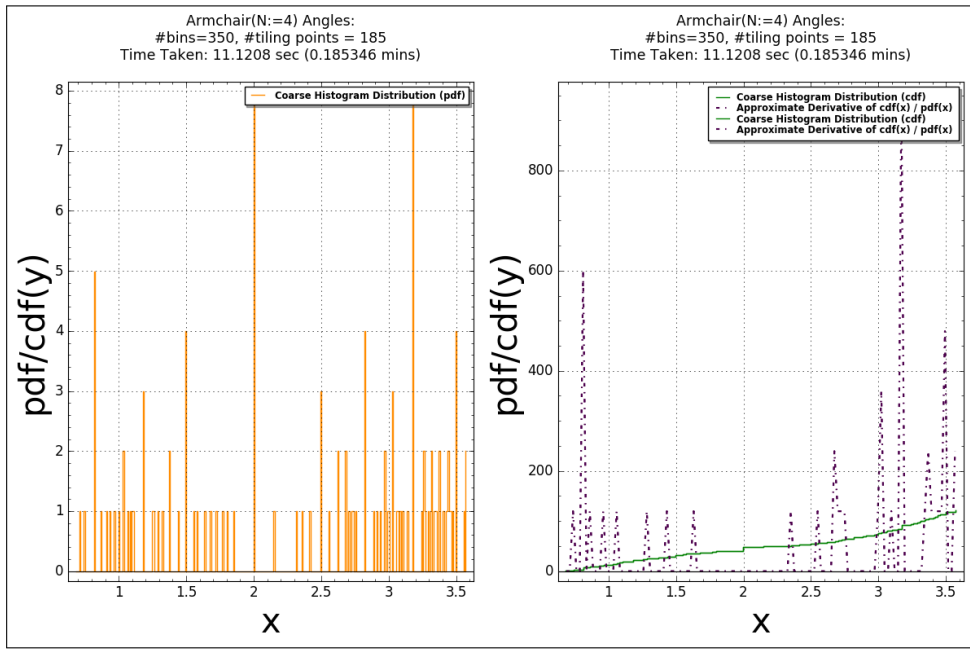 Armchair(N:=4) Angles:
#bins=350, #tiling points = 185
Time Taken: 11.1208 sec (0.185346 mins)
Coarse Histogram Distribution (pdf)
pdf/cdf(y)
8
7
6
5
4
3
2
1
0
1
1.5
2
2.5
3
3.5
x
Armchair(N:=4) Angles:
#bins=350, #tiling points = 185
Time Taken: 11.1208 sec (0.185346 mins)
Coarse Histogram Distribution (cdf)
Approximate Derivative of cdf(x) / pdf(x)
Coarse Histogram Distribution (cdf)
Approximate Derivative of cdf(x) / pdf(x)
pdf/cdf(y)
800
600
400
200
0
1
1.5
2
2.5
3
3.5
x